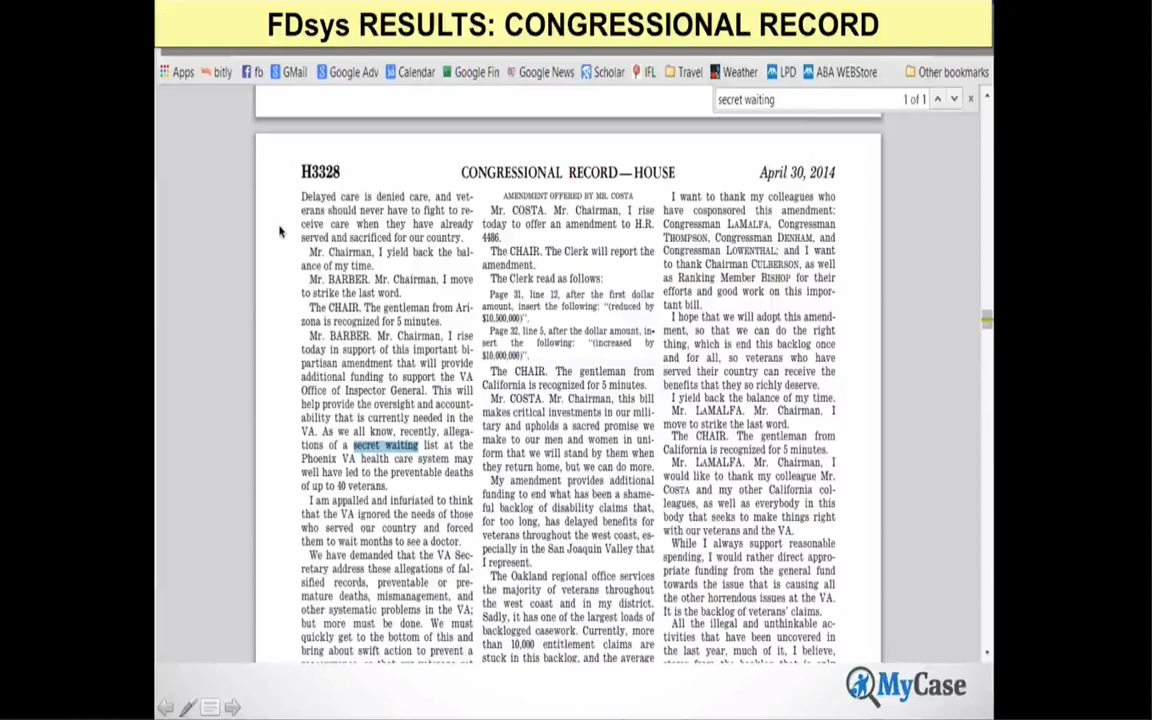 FDsys RESULTS: CONGRESSIONAL RECORD
Apps bitly fb GMail Google Adv Calendar Google Fin Google News Scholar IFL Travel Weather LPD ABA WEBStore Other bookmarks
secret waiting 1 of 1
H3328 CONGRESSIONAL RECORD—HOUSE April 30, 2014
Delayed care is denied care, and vet-
erans should never have to fight to re-
ceive care when they have already
served and sacrificed for our country.
Mr. Chairman, I yield back the bal-
ance of my time.
Mr. BARBER. Mr. Chairman, I move
to strike the last word.
The CHAIR. The gentleman from Ari-
zona is recognized for 5 minutes.
Mr. BARBER. Mr. Chairman, I rise
today in support of this important bi-
partisan amendment that will provide
additional funding to support the VA
Office of Inspector General. This will
help provide the oversight and account-
ability that is currently needed in the
VA. As we all know, recently, allega-
tions of a secret waiting list at the
Phoenix VA health care system may
well have led to the preventable deaths
of up to 40 veterans.
I am appalled and infuriated to think
that the VA ignored the needs of those
who served our country and forced
them to wait months to see a doctor.
We have demanded that the VA Sec-
retary address these allegations of fal-
sified records, preventable or pre-
mature deaths, mismanagement, and
other systematic problems in the VA;
but more must be done. We must
quickly get to the bottom of this and
bring about swift action to prevent a
AMENDMENT OFFERED BY MR. COSTA
Mr. COSTA. Mr. Chairman, I rise
today to offer an amendment to H.R.
4486.
The CHAIR. The Clerk will report the
amendment.
The Clerk read as follows:
Page 31, line 12, after the first dollar
amount, insert the following: "(reduced by
$10,500,000)".
Page 32, line 5, after the dollar amount, in-
sert the following: "(increased by
$10,000,000)".
The CHAIR. The gentleman from
California is recognized for 5 minutes.
Mr. COSTA. Mr. Chairman, this bill
makes critical investments in our mili-
tary and upholds a sacred promise we
make to our men and women in uni-
form that we will stand by them when
they return home, but we can do more.
My amendment provides additional
funding to end what has been a shame-
ful backlog of disability claims that,
for too long, has delayed benefits for
veterans throughout the west coast, es-
pecially in the San Joaquin Valley that
I represent.
The Oakland regional office services
the majority of veterans throughout
the west coast and in my district.
Sadly, it has one of the largest loads of
backlogged casework. Currently, more
than 10,000 entitlement claims are
stuck in this backlog, and the average
I want to thank my colleagues who
have cosponsored this amendment:
Congressman LAMALFA, Congressman
THOMPSON, Congressman DENHAM, and
Congressman LOWENTHAL; and I want
to thank Chairman CULBERSON, as well
as Ranking Member BISHOP for their
efforts and good work on this impor-
tant bill.
I hope that we will adopt this amend-
ment, so that we can do the right
thing, which is end this backlog once
and for all, so veterans who have
served their country can receive the
benefits that they so richly deserve.
I yield back the balance of my time.
Mr. LAMALFA. Mr. Chairman, I
move to strike the last word.
The CHAIR. The gentleman from
California is recognized for 5 minutes.
Mr. LAMALFA. Mr. Chairman, I
would like to thank my colleague Mr.
COSTA and my other California col-
leagues, as well as everybody in this
body that seeks to make things right
with our veterans and the VA.
While I always support reasonable
spending, I would rather direct appro-
priate funding from the general fund
towards the issue that is causing all
the other horrendous issues at the VA.
It is the backlog of veterans' claims.
All the illegal and unthinkable ac-
tivities that have been uncovered in
the last year, much of it, I believe,
MyCase